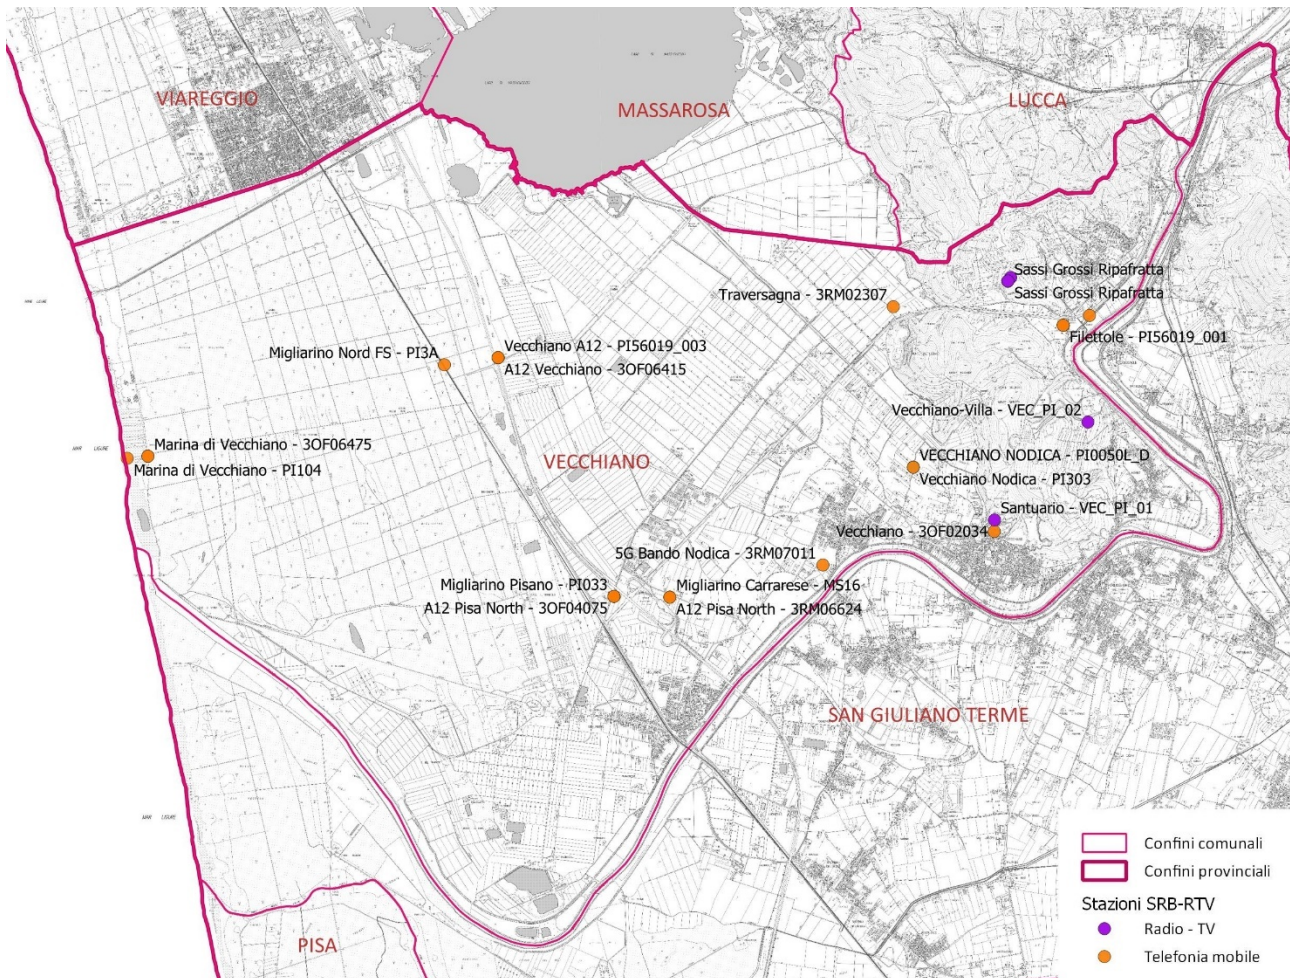 VIAREGGIO
MASSAROSA
LUCCA
Sassi Grossi Ripafratta
Sassi Grossi Ripafratta
Traversagna - 3RM02307
Filettole - PI56019_001
Migliarino Nord FS - PI3A
Vecchiano A12 - PI56019_003
A12 Vecchiano - 3OF06415
Vecchiano-Villa - VEC_PI_02
Marina di Vecchiano - 3OF06475
Marina di Vecchiano - PI104
VECCHIANO
VECCHIANO NODICA - PI0050L_D
Vecchiano Nodica - PI303
Santuario - VEC_PI_01
Vecchiano - 3OF02034
5G Bando Nodica - 3RM07011
Migliarino Pisano - PI033
A12 Pisa North - 3OF04075
Migliarino Carrarese - MS16
A12 Pisa North - 3RM06624
SAN GIULIANO TERME
MAR LIGURE
PISA
Confini comunali
Confini provinciali
Stazioni SRB-RTV
Radio - TV
Telefonia mobile